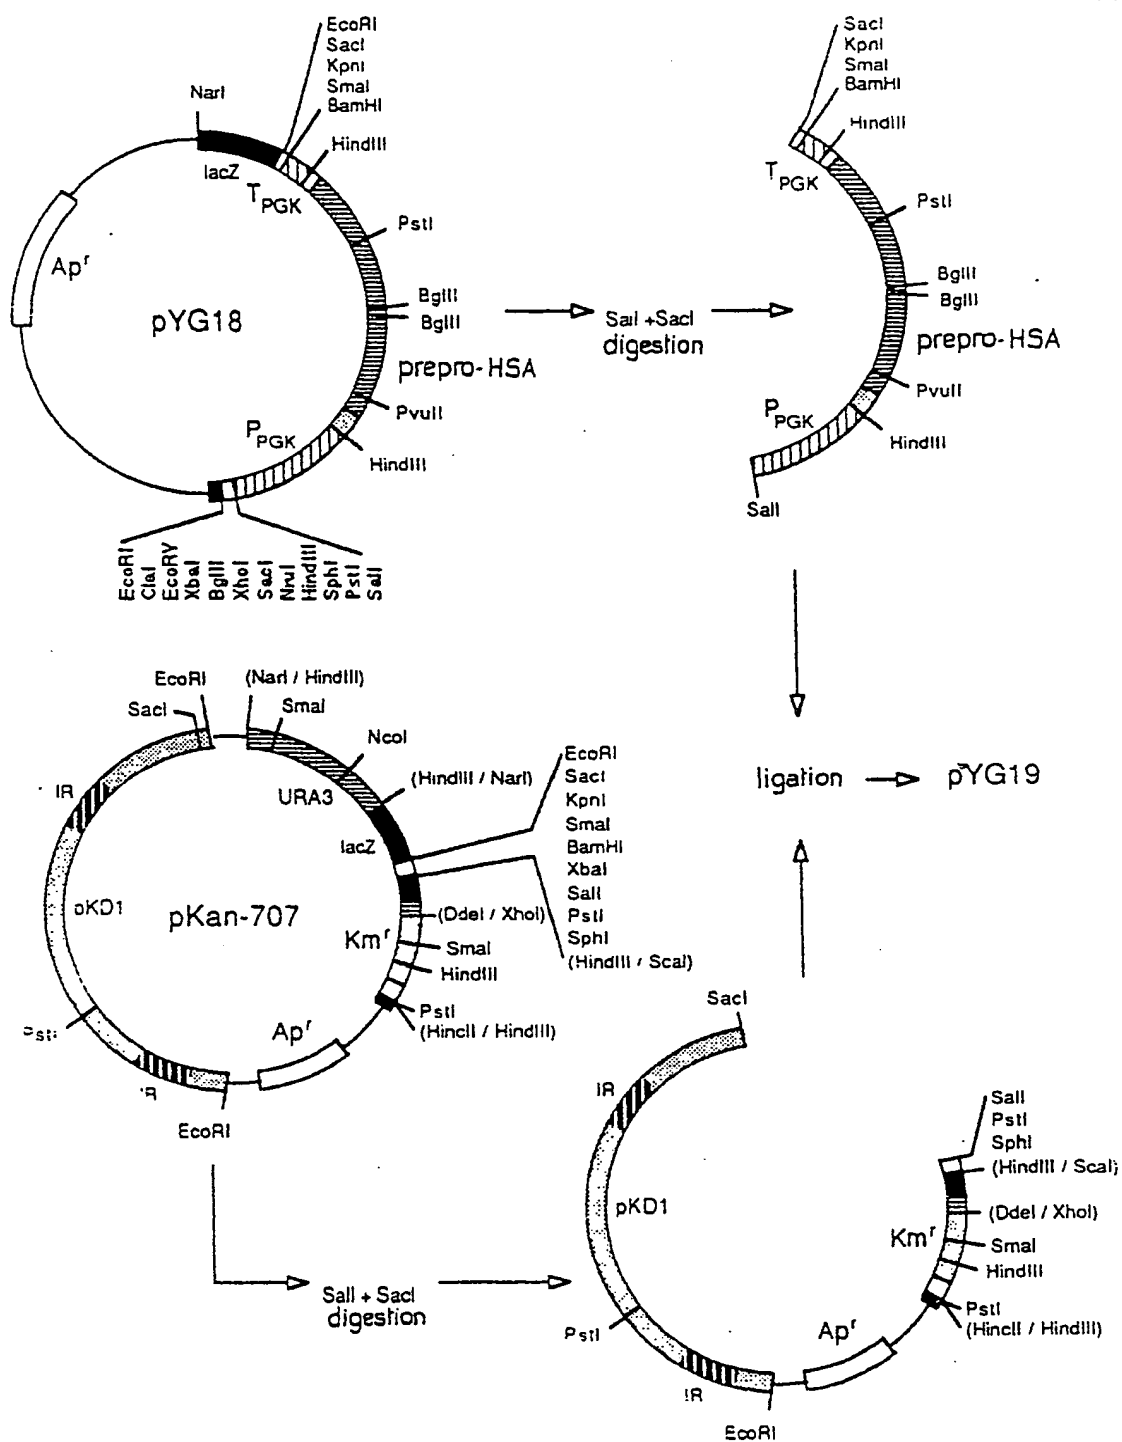 EcoRI
SacI
KpnI
SmaI
BamHI
NarI
HindIII
lacZ
T PGK
PstI
Ap r
pYG18
BglII
BglII
prepro-HSA
PvuII
P PGK
HindIII
EcoRI
ClaI
EcoRV
XbaI
BglII
XhoI
SacI
NruI
HindIII
SphI
PstI
SalI
SalI + SacI
digestion
SacI
KpnI
SmaI
BamHI
HindIII
T PGK
PstI
BglII
BglII
prepro-HSA
PvuII
P PGK
HindIII
SalI
EcoRI
(NarI / HindIII)
SacI
SmaI
NcoI
(HindIII / NarI)
IR
URA3
lacZ
EcoRI
SacI
KpnI
SmaI
BamHI
XbaI
SalI
PstI
SphI
(HindIII / ScaI)
pKD1
pKan-707
(DdeI / XhoI)
Km r
SmaI
HindIII
PstI
(HincII / HindIII)
PstI
Ap r
IR
EcoRI
ligation
pYG19
SalI + SacI
digestion
SacI
IR
SalI
PstI
SphI
(HindIII / ScaI)
pKD1
(DdeI / XhoI)
Km r
SmaI
HindIII
PstI
(HincII / HindIII)
PstI
Ap r
IR
EcoRI